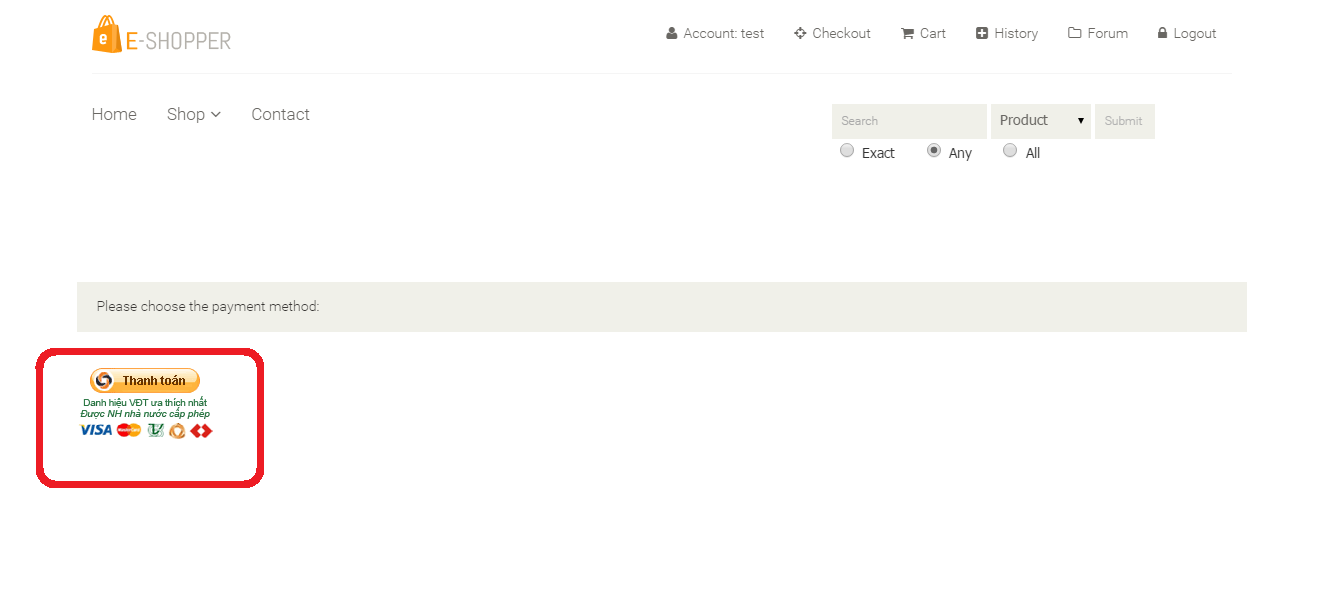 E-SHOPPER
Account: test
Checkout
Cart
History
Forum
Logout
Home
Shop
Contact
Search
Product
Submit
Exact
Any
All
Please choose the payment method:
Thanh toán
Danh hiệu VĐT ưa thích nhất
Được NH nhà nước cấp phép
VISA